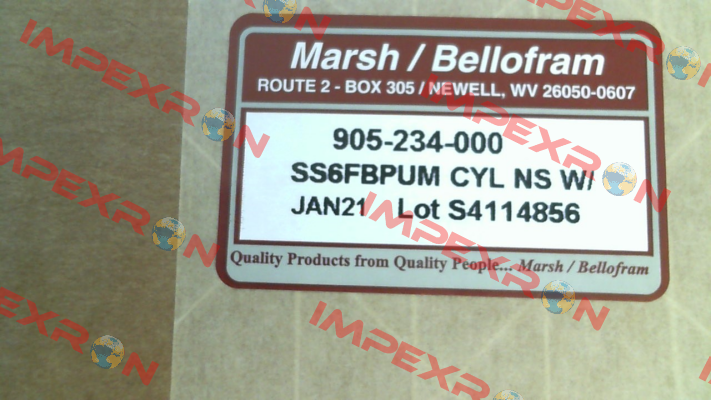 Marsh / Bellofram
ROUTE 2 - BOX 305 / NEWELL, WV 26050-0607
905-234-000
SS6FBPUM CYL NS W/
JAN21 Lot S4114856
Quality Products from Quality People... Marsh / Bellofram
IMPEXRON
IMPEXRON
IMPEXRON
IMPEXRON
IMPEXRON
IMPEXRON
IMPEXRON